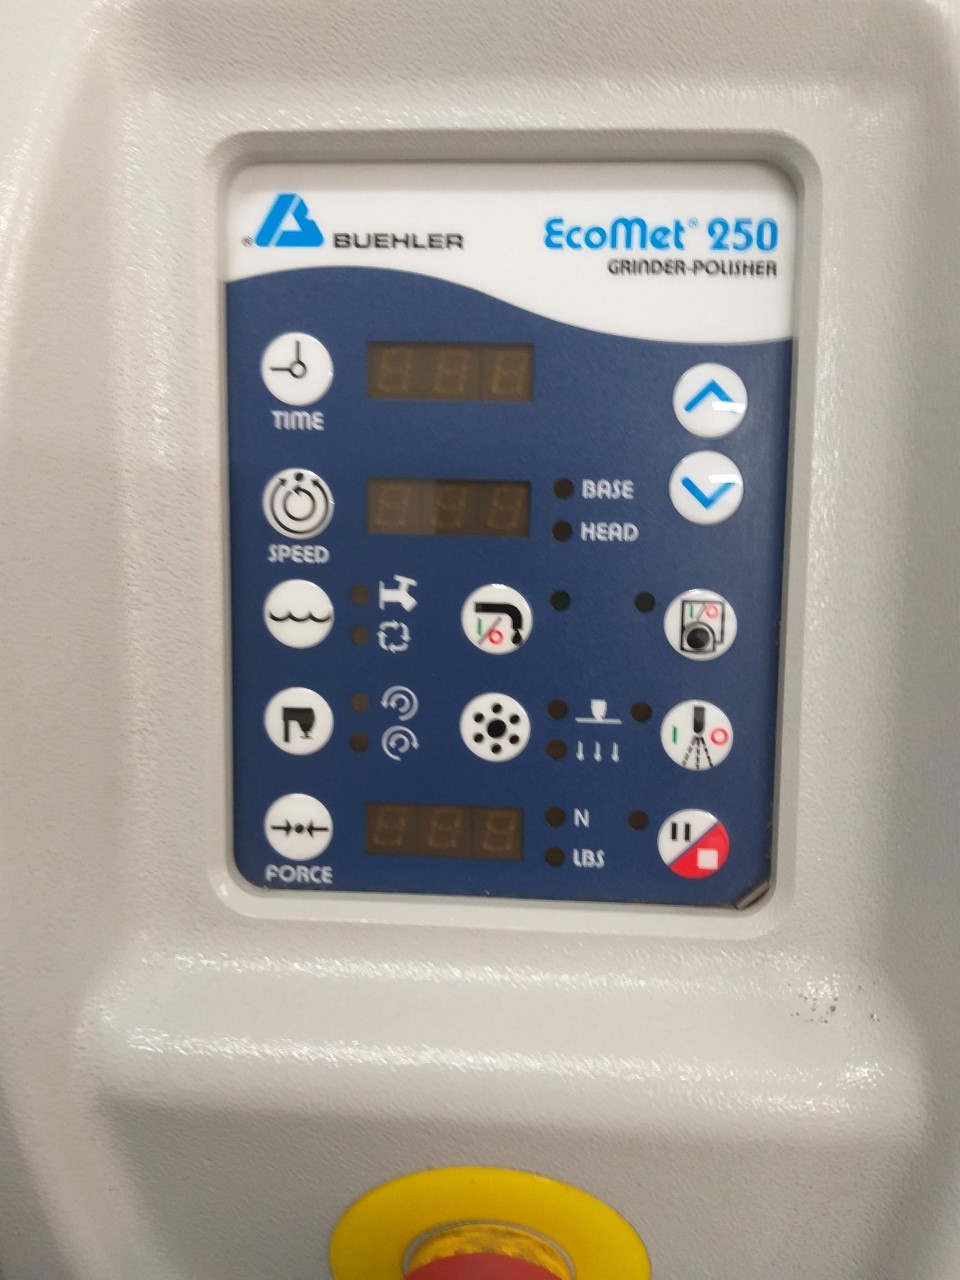 ® BUEHLER
EcoMet® 250
GRINDER-POLISHER
TIME
SPEED
BASE
HEAD
N
LBS
FORCE